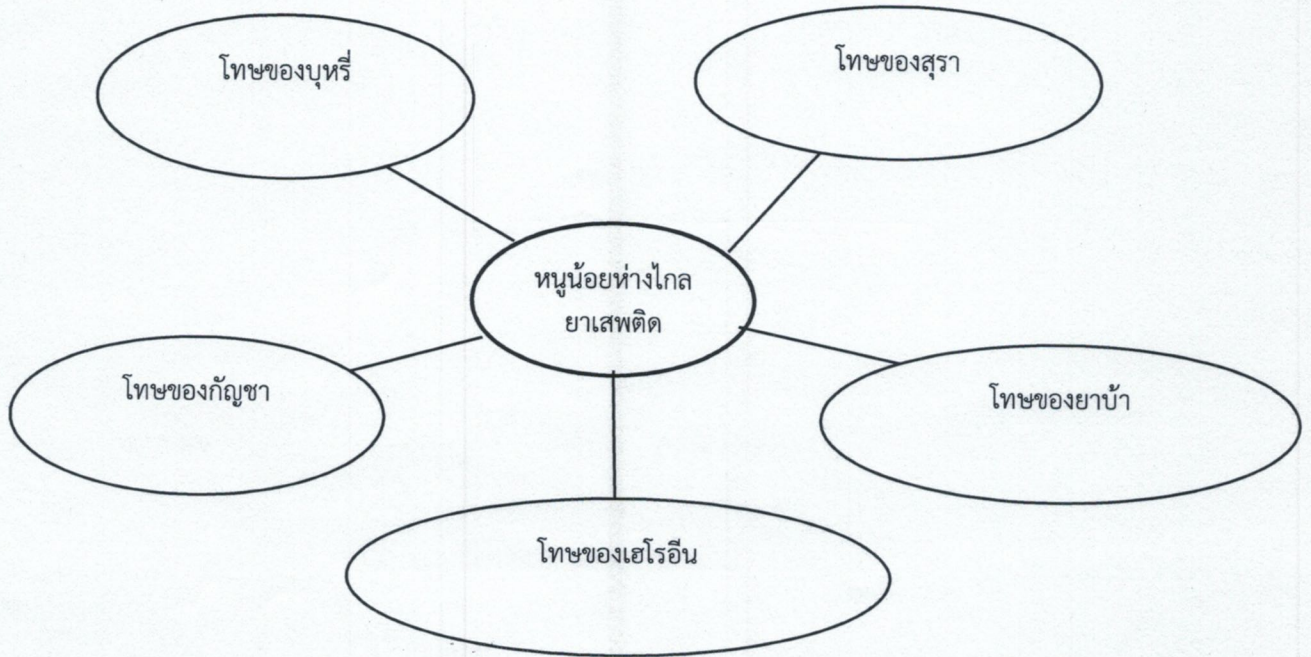 โทษของบุหรี่
โทษของสุรา
หนูน้อยห่างไกล
ยาเสพติด
โทษของกัญชา
โทษของยาบ้า
โทษของเฮโรอีน